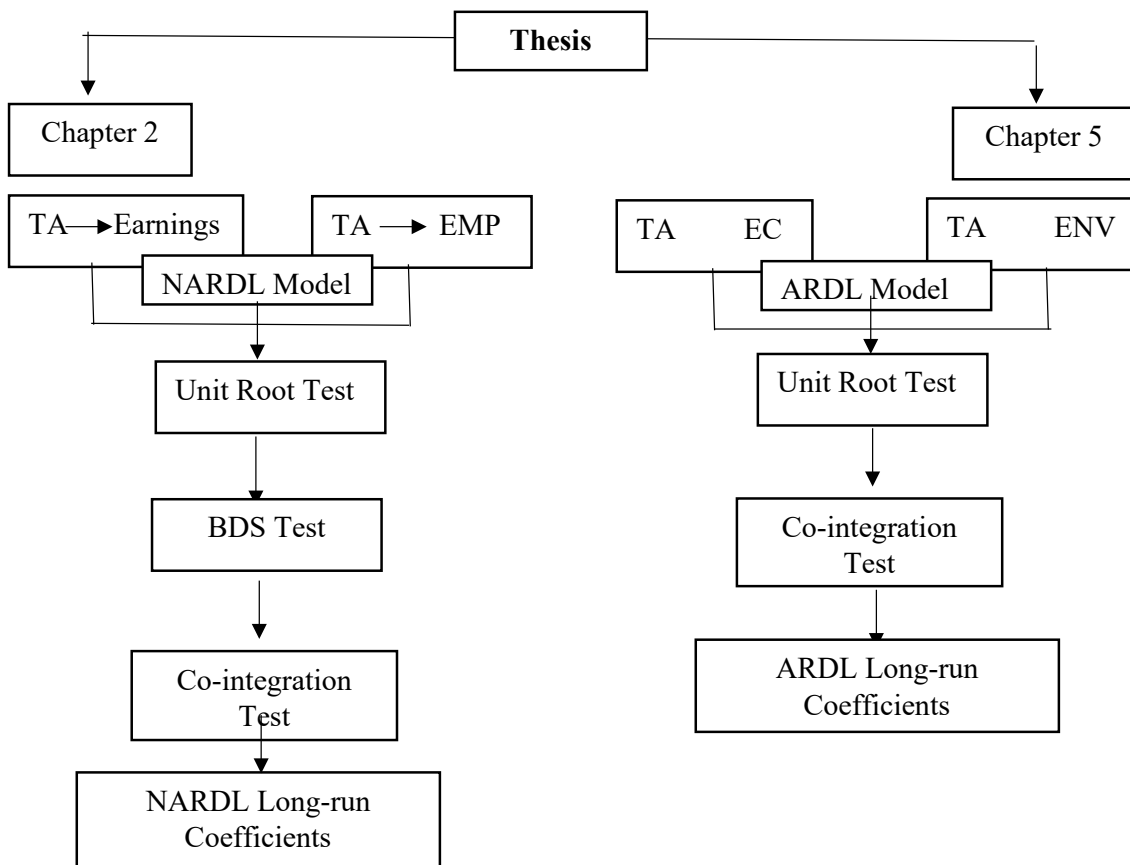 Thesis
Chapter 2
TA Earnings
TA EMP
NARDL Model
Unit Root Test
BDS Test
Co-integration
Test
NARDL Long-run
Coefficients
Chapter 5
TA EC
TA ENV
ARDL Model
Unit Root Test
Co-integration
Test
ARDL Long-run
Coefficients